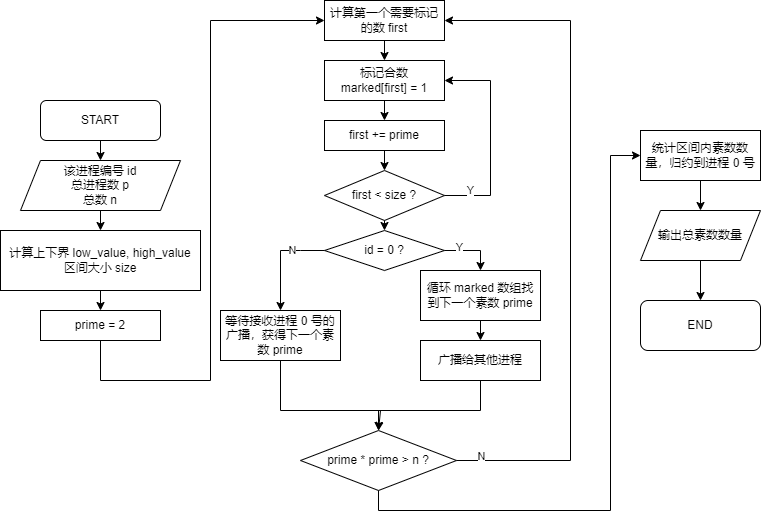 START
该进程编号 id
总进程数 p
总数 n
计算上下界 low_value, high_value
区间大小 size
prime = 2
计算第一个需要标记
的数 first
标记合数
marked[first] = 1
first += prime
first < size ?
Y
id = 0 ?
N
Y
等待接收进程 0 号的
广播，获得下一个素
数 prime
循环 marked 数组找
到下一个素数 prime
广播给其他进程
prime * prime > n ?
N
统计区间内素数数
量，归约到进程 0 号
输出总素数数量
END